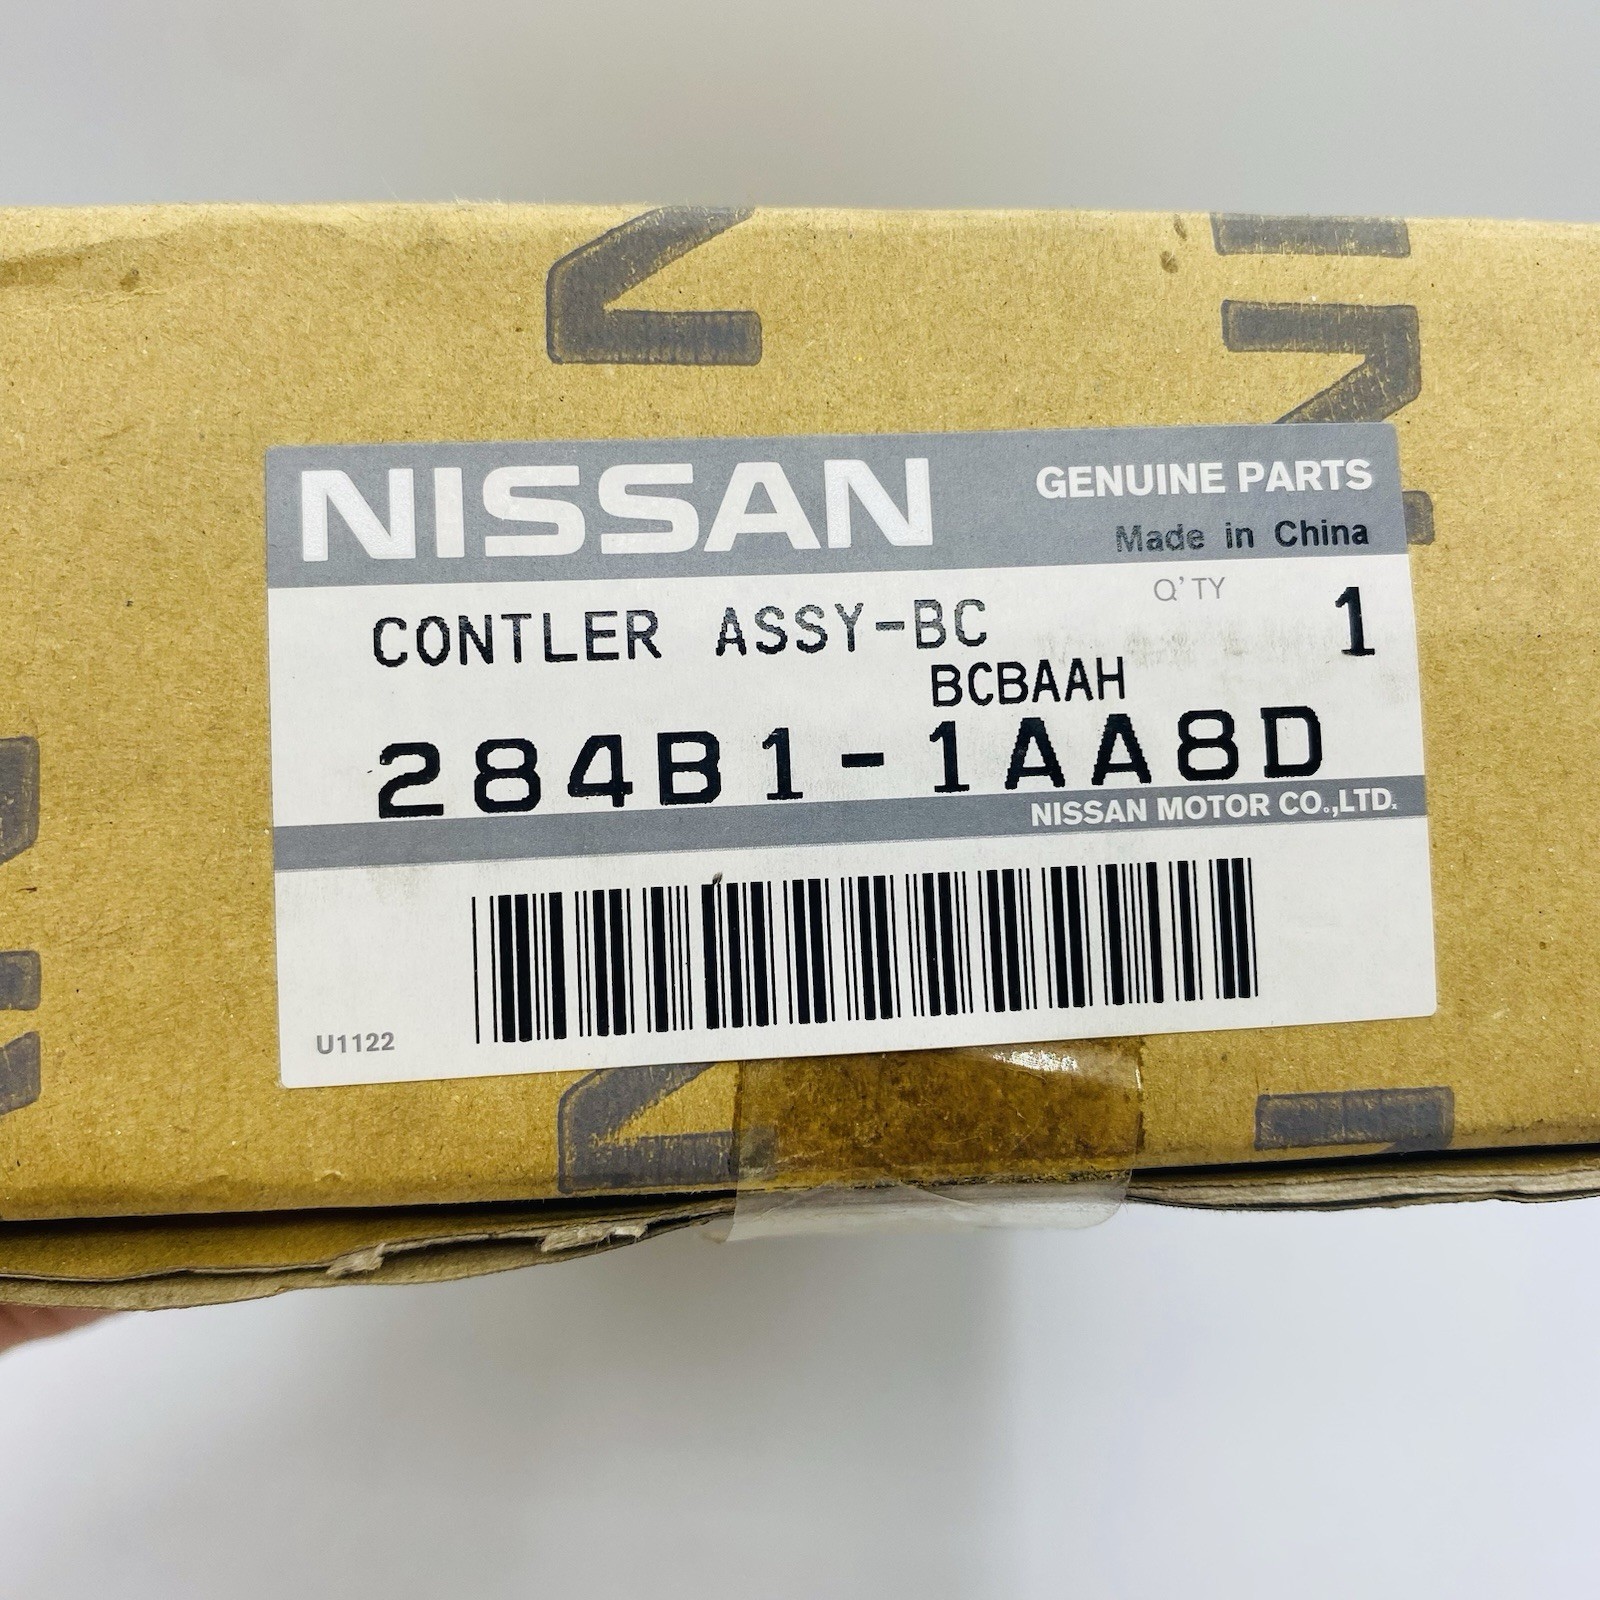 NISSAN
GENUINE PARTS
Made in China
Q'TY
CONTLER ASSY-BC
1
BCBAAH
284B1-1AA8D
NISSAN MOTOR CO.,LTD.
U1122